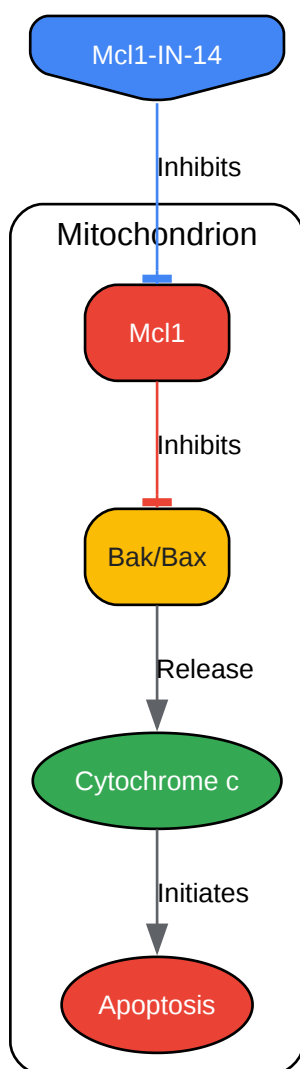 Mcl1-IN-14
Inhibits
Mitochondrion
Mcl1
Inhibits
Bak/Bax
Release
Cytochrome c
Initiates
Apoptosis